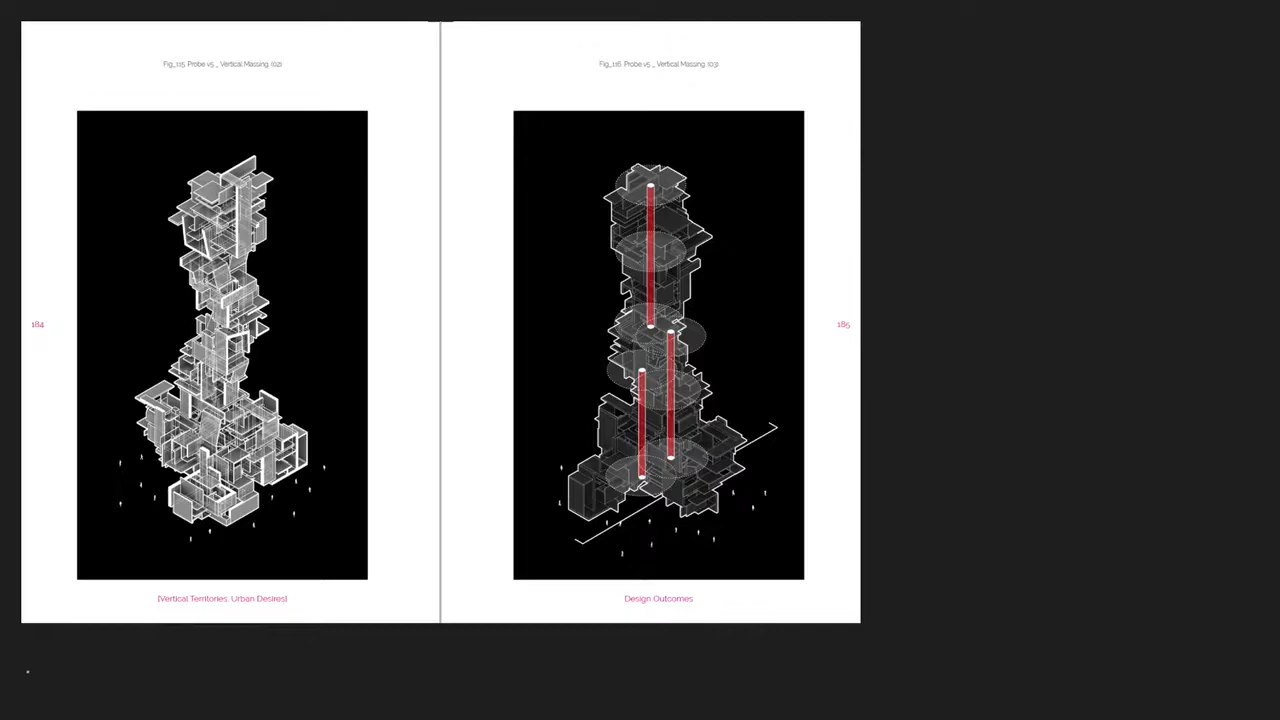 Fig_115. Probe v5 _ Vertical Massing. (02)
184
[Vertical Territories. Urban Desires]
Fig_116. Probe v5 _ Vertical Massing. (03)
185
Design Outcomes